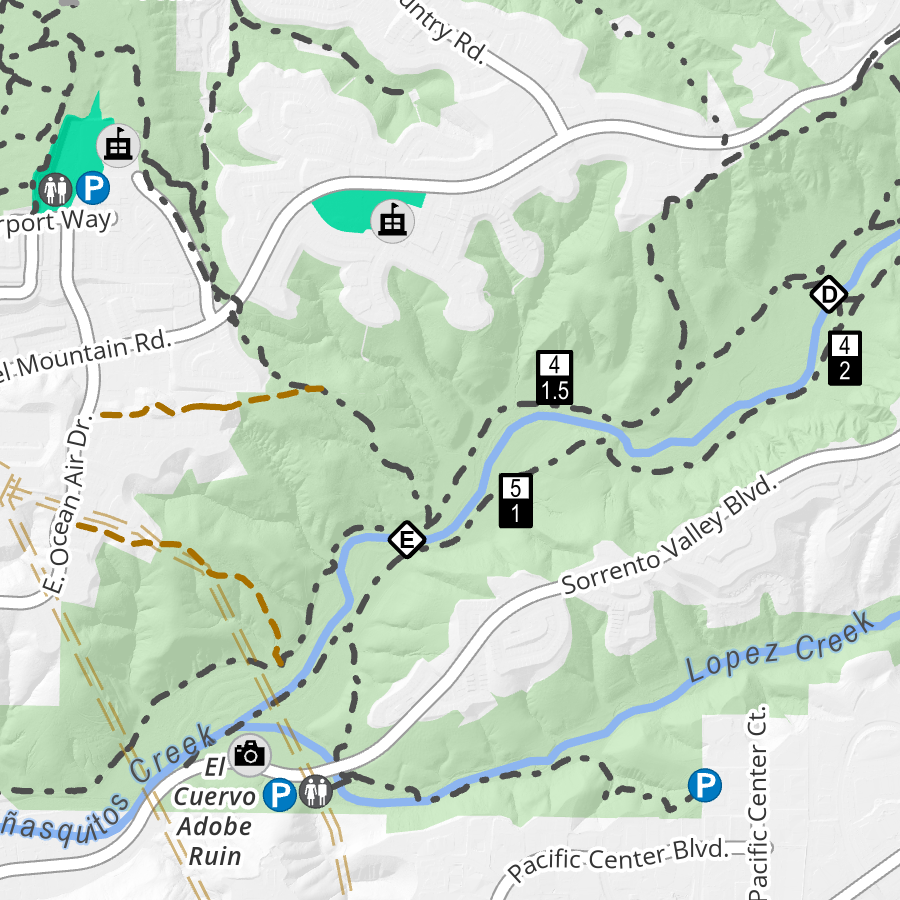 untry Rd.
P
rport Way
D
4
2
el Mountain Rd.
4
1.5
E. Ocean Air Dr.
5
1
E
Sorrento Valley Blvd.
Lopez Creek
ñasquitos Creek
El
Cuervo
Adobe
Ruin
P
P
Pacific Center Ct.
Pacific Center Blvd.